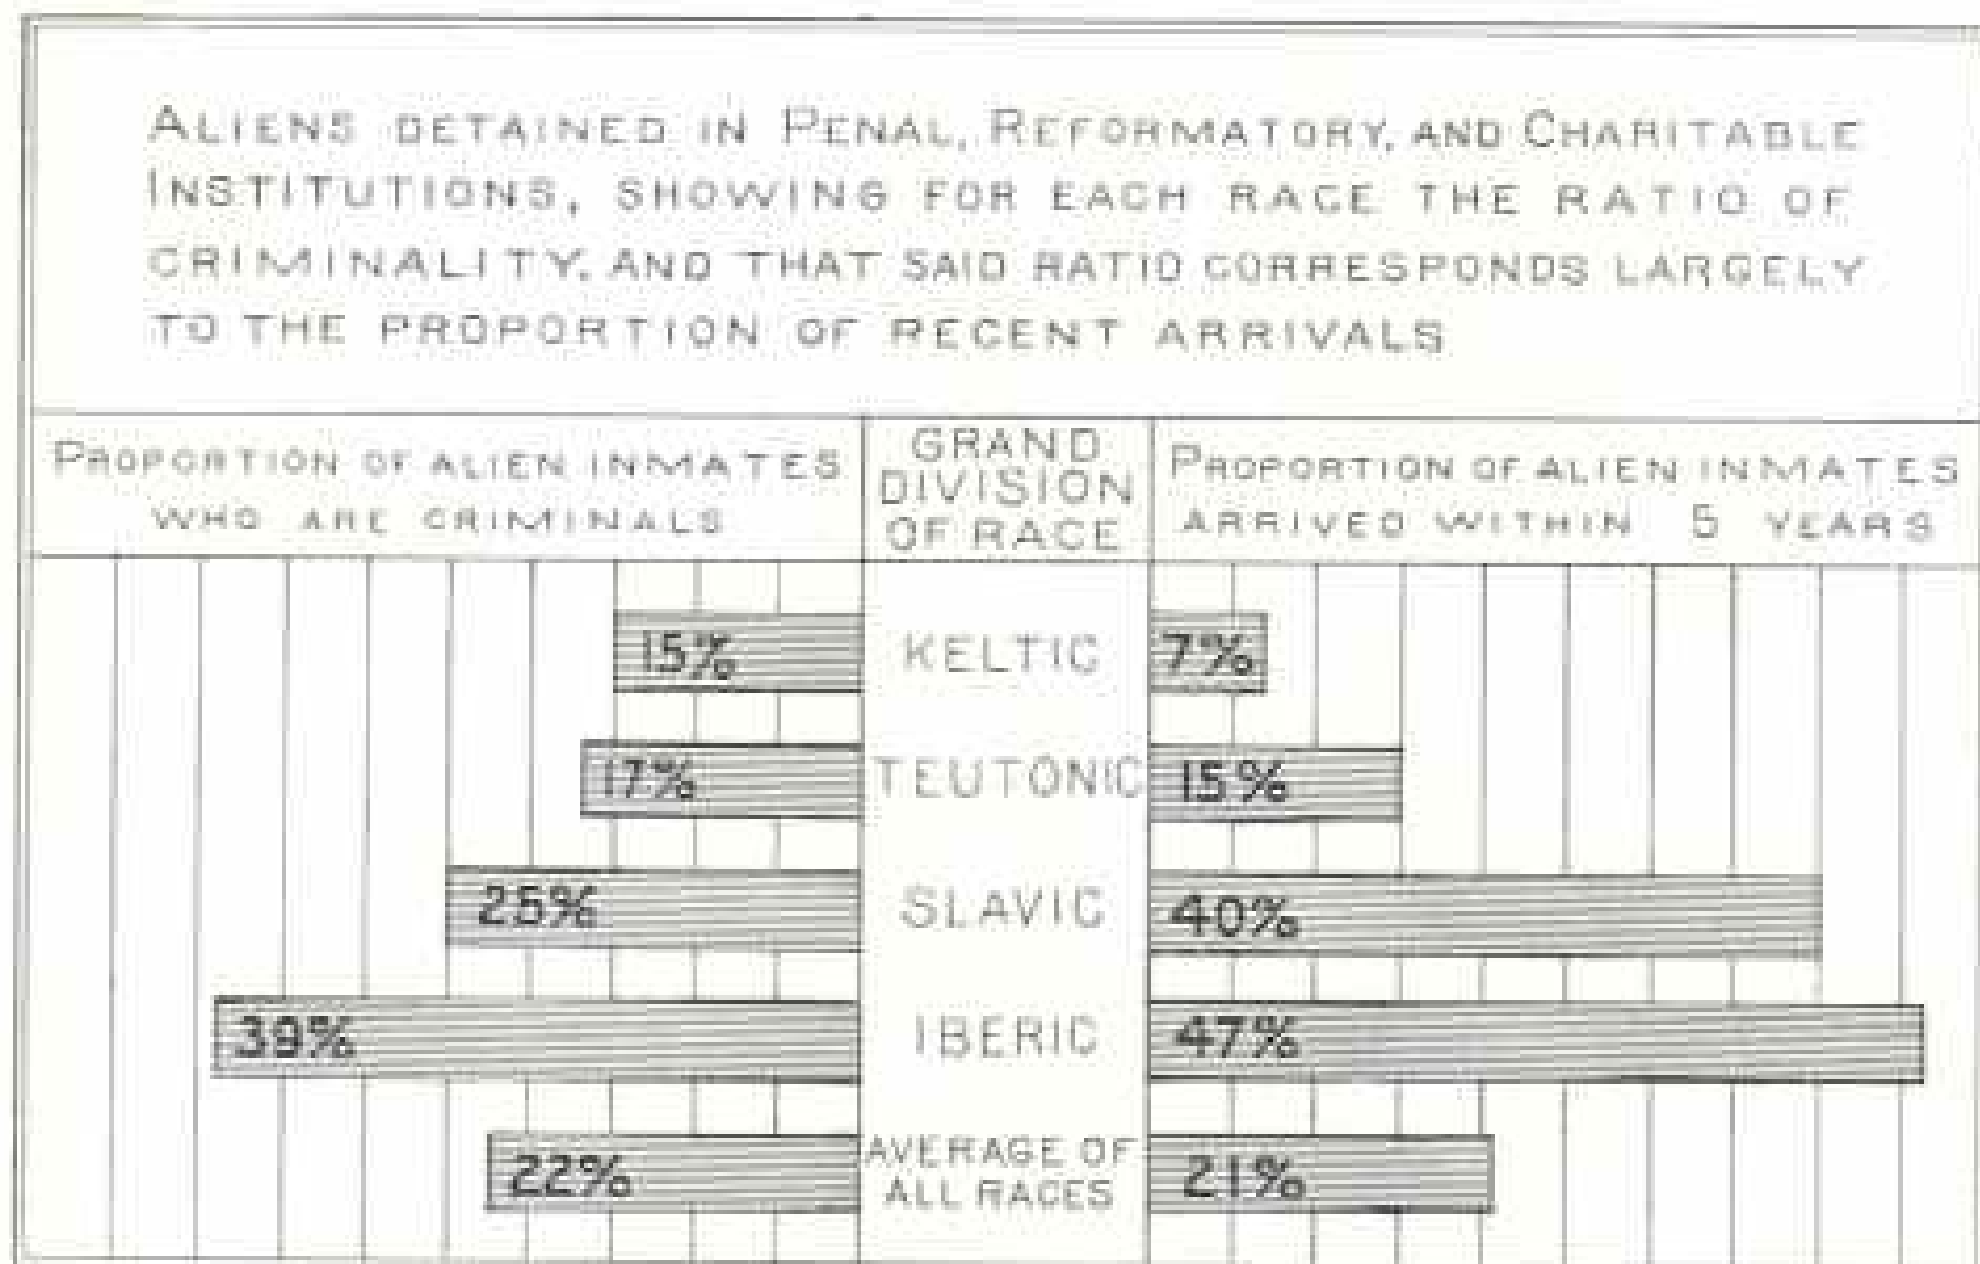 ALIENS DETAINED IN PENAL, REFORMATORY, AND CHARITABLE
INSTITUTIONS, SHOWING FOR EACH RACE THE RATIO OF
CRIMINALITY, AND THAT SAID RATIO CORRESPONDS LARGELY
TO THE PROPORTION OF RECENT ARRIVALS
PROPORTION OF ALIEN INMATES
WHO ARE CRIMINALS
GRAND
DIVISION
OF RACE
PROPORTION OF ALIEN INMATES
ARRIVED WITHIN 5 YEARS
15% KELTIC 7%
17% TEUTONIC 15%
25% SLAVIC 40%
39% IBERIC 47%
22% AVERAGE OF
ALL RACES 21%